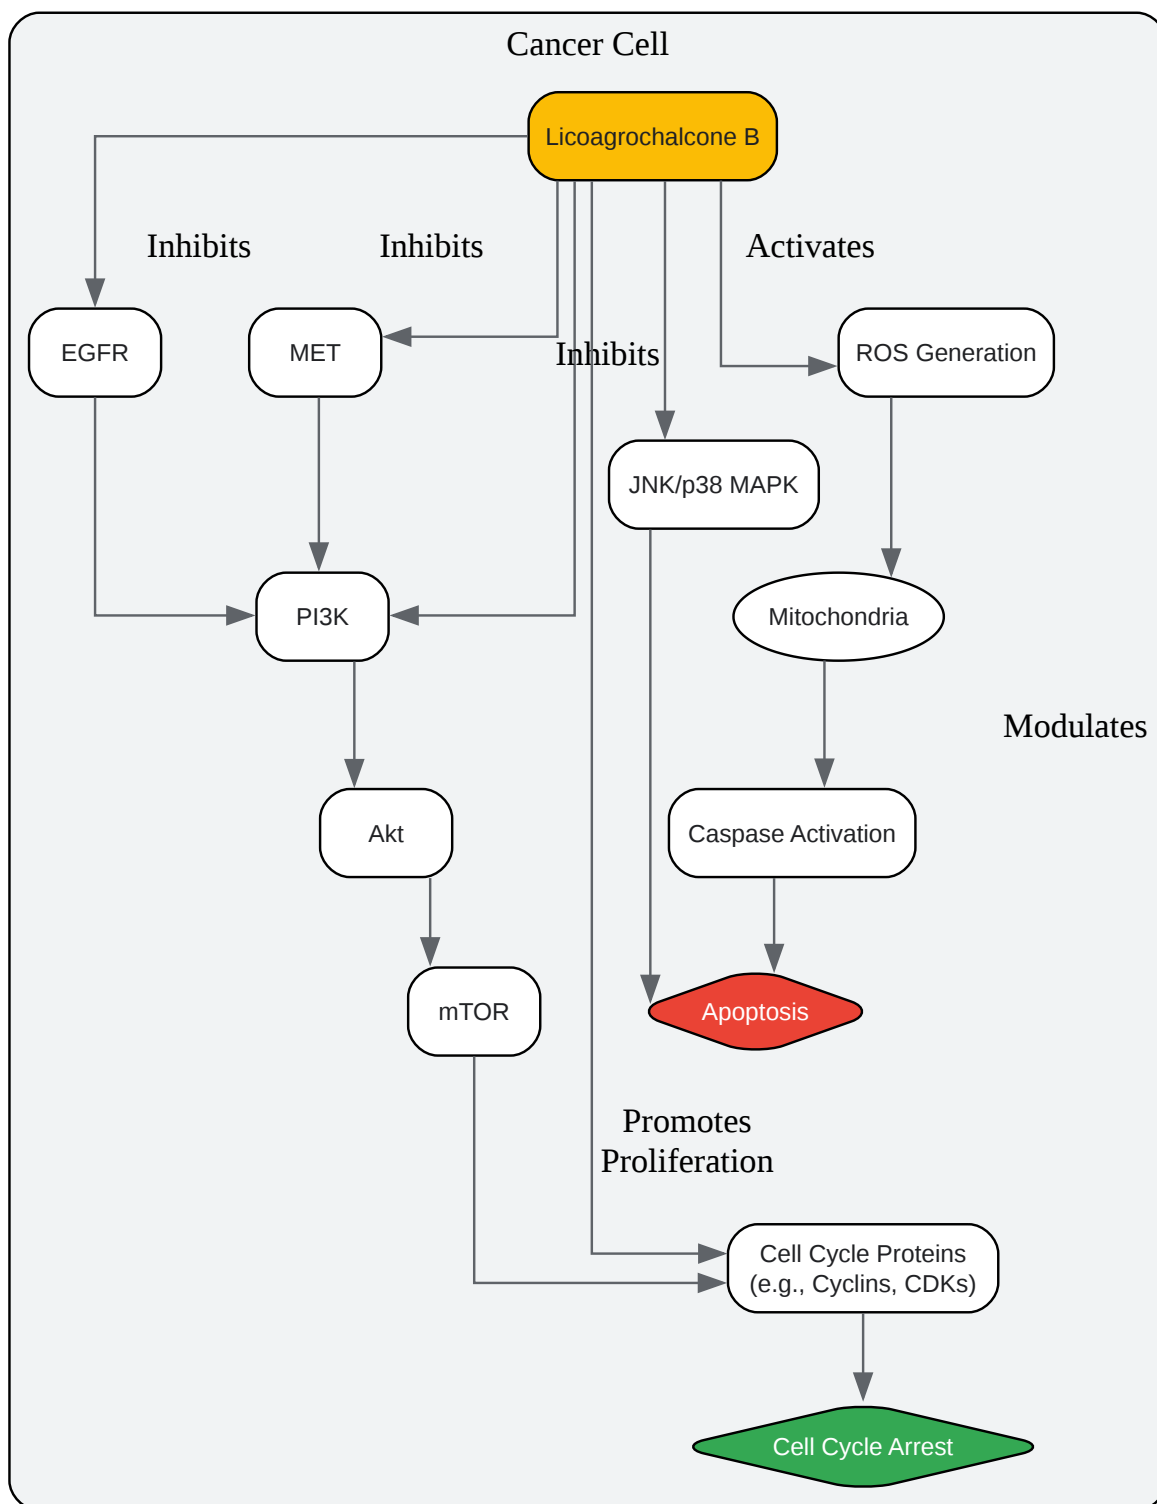 Cancer Cell
Licoagrochalcone B
Inhibits
Inhibits
Activates
EGFR
MET
Inhibits
ROS Generation
JNK/p38 MAPK
PI3K
Mitochondria
Modulates
Akt
Caspase Activation
mTOR
Apoptosis
Promotes
Proliferation
Cell Cycle Proteins
(e.g., Cyclins, CDKs)
Cell Cycle Arrest